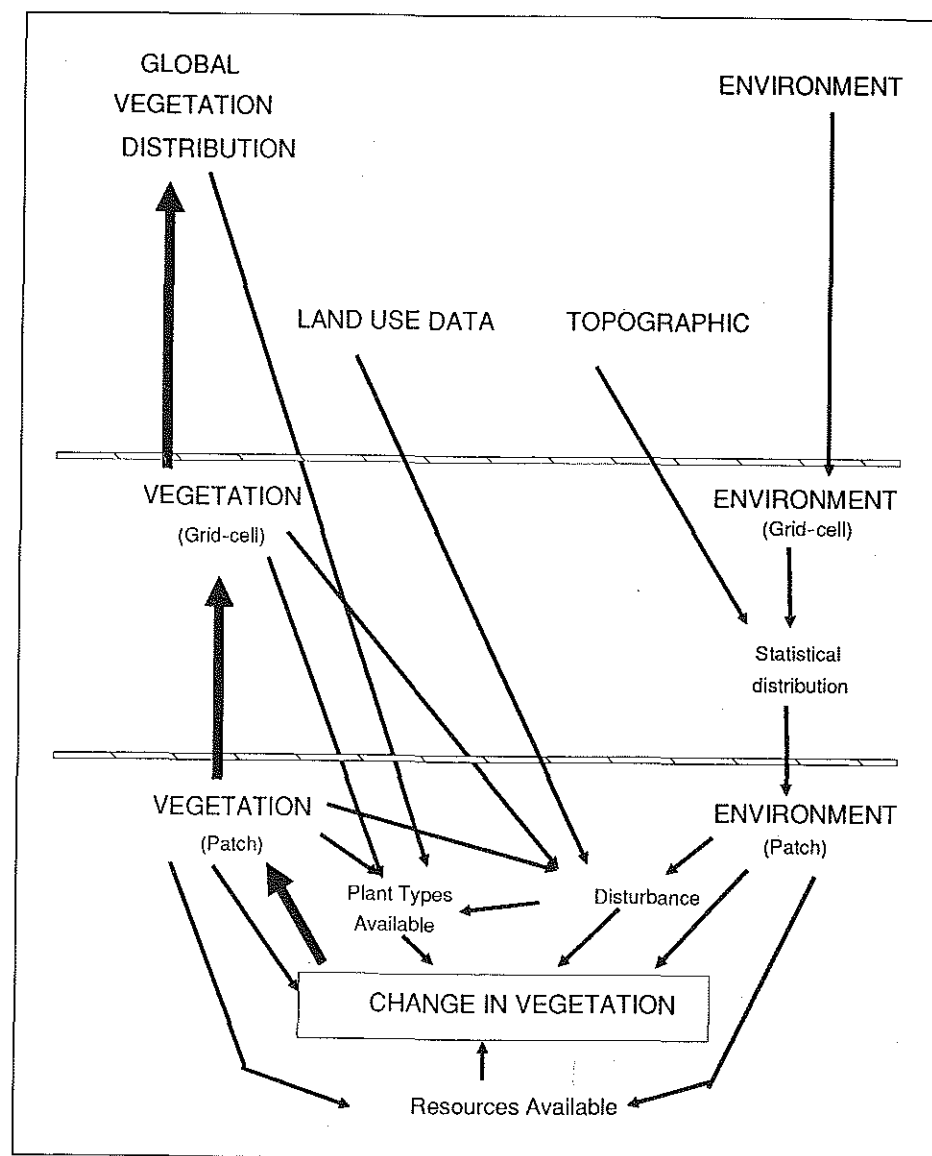 GLOBAL
VEGETATION
DISTRIBUTION
ENVIRONMENT
LAND USE DATA
TOPOGRAPHIC
VEGETATION
(Grid-cell)
ENVIRONMENT
(Grid-cell)
Statistical
distribution
VEGETATION
(Patch)
ENVIRONMENT
(Patch)
Plant Types
Available
Disturbance
CHANGE IN VEGETATION
Resources Available